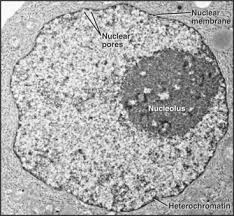 Nuclear
membrane
Nuclear
pores
Nucleolus
Heterochromatin